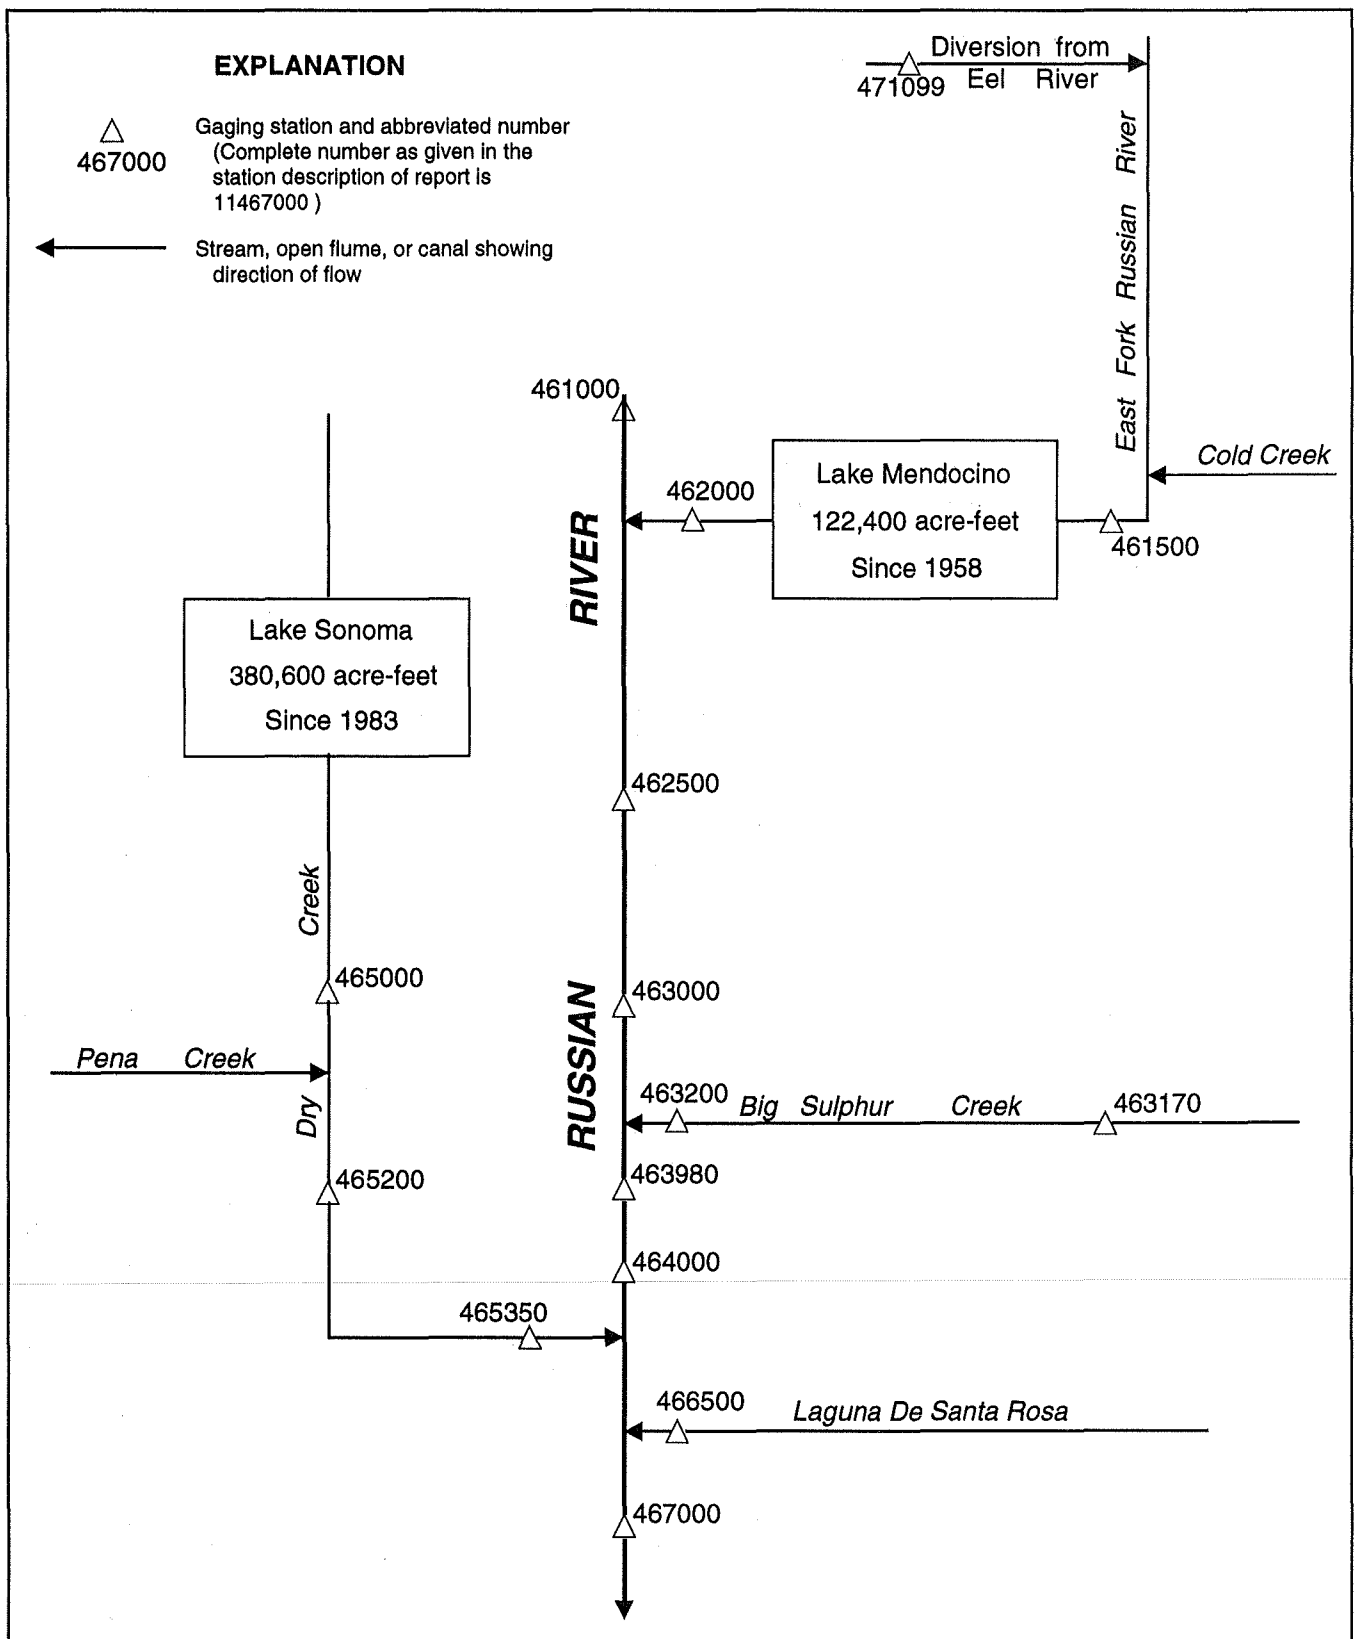 EXPLANATION
467000
Gaging station and abbreviated number
(Complete number as given in the
station description of report is
11467000 )
Stream, open flume, or canal showing
direction of flow
Diversion from
Eel River
471099
East Fork Russian River
Cold Creek
461500
Lake Mendocino
122,400 acre-feet
Since 1958
462000
461000
RUSSIAN RIVER
Lake Sonoma
380,600 acre-feet
Since 1983
462500
Dry Creek
465000
463000
Pena Creek
463200
Big Sulphur Creek
463170
465200
463980
464000
465350
466500
Laguna De Santa Rosa
467000